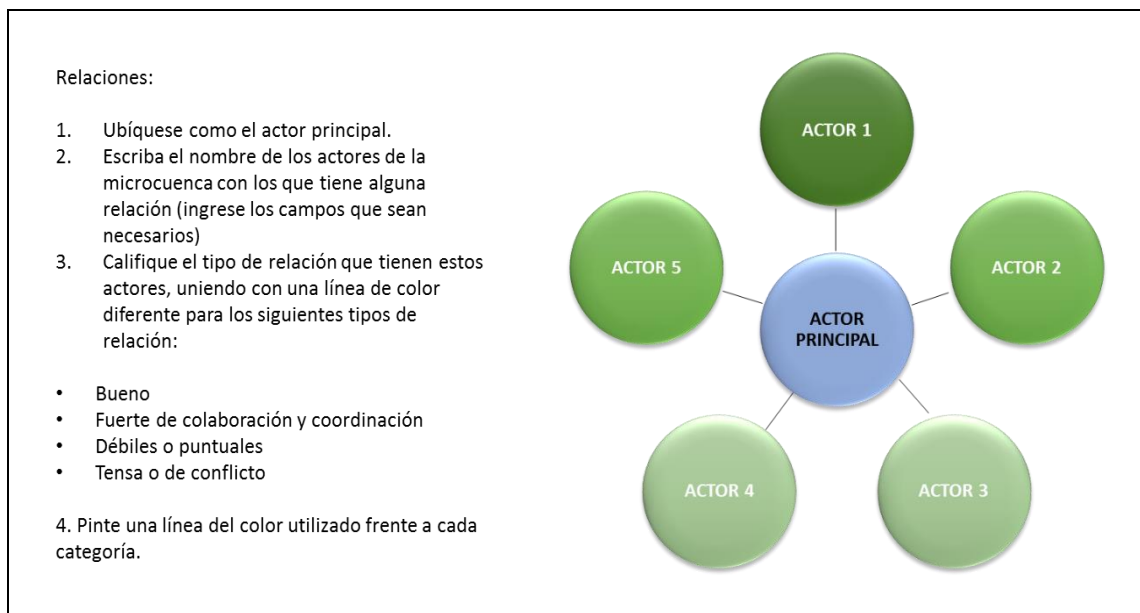 Relaciones:
1. Ubíquese como el actor principal.
2. Escriba el nombre de los actores de la
microcuenca con los que tiene alguna
relación (ingrese los campos que sean
necesarios)
3. Califique el tipo de relación que tienen estos
actores, uniendo con una línea de color
diferente para los siguientes tipos de
relación:
• Bueno
• Fuerte de colaboración y coordinación
• Débiles o puntuales
• Tensa o de conflicto
4. Pinte una línea del color utilizado frente a cada
categoría.
ACTOR 1
ACTOR 5
ACTOR 2
ACTOR
PRINCIPAL
ACTOR 4
ACTOR 3